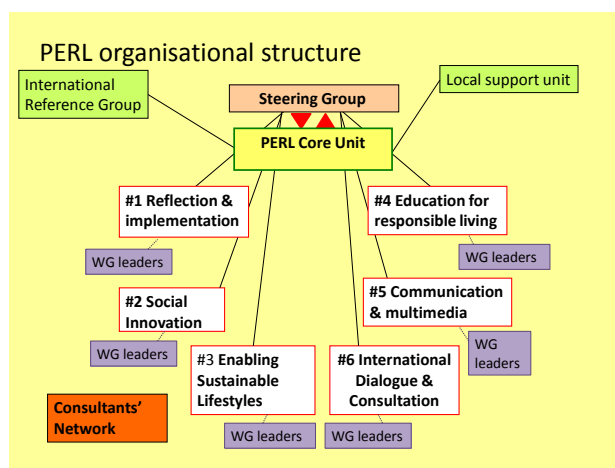 PERL organisational structure
International
Reference Group
Local support unit
Steering Group
PERL Core Unit
#1 Reflection &
implementation
WG leaders
#4 Education for
responsible living
WG leaders
#2 Social
Innovation
WG leaders
#5 Communication
& multimedia
WG
leaders
#3 Enabling
Sustainable
Lifestyles
WG leaders
#6 International
Dialogue &
Consultation
WG leaders
Consultants’
Network